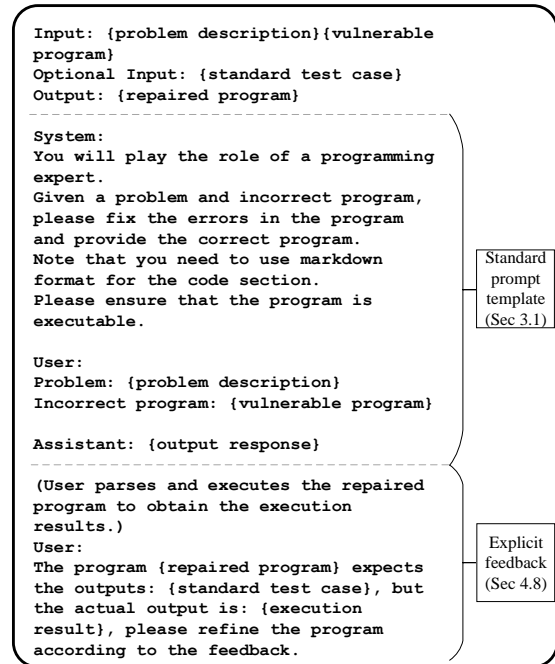 Input: {problem description}{vulnerable
program}
Optional Input: {standard test case}
Output: {repaired program}
System:
You will play the role of a programming
expert.
Given a problem and incorrect program,
please fix the errors in the program
and provide the correct program.
Note that you need to use markdown
format for the code section.
Please ensure that the program is
executable.
User:
Problem: {problem description}
Incorrect program: {vulnerable program}
Assistant: {output response}
Standard
prompt
template
(Sec 3.1)
(User parses and executes the repaired
program to obtain the execution
results.)
User:
The program {repaired program} expects
the outputs: {standard test case}, but
the actual output is: {execution
result}, please refine the program
according to the feedback.
Explicit
feedback
(Sec 4.8)